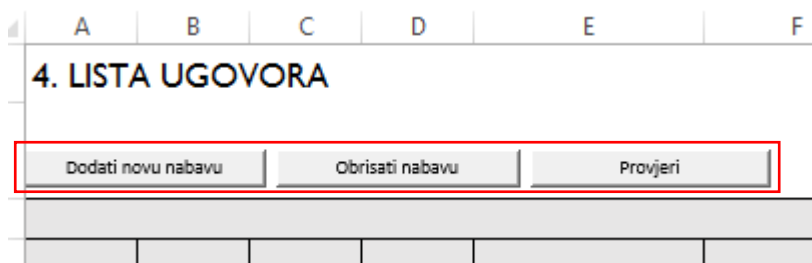 A B C D E F
4. LISTA UGOVORA
Dodati novu nabavu Obrisati nabavu Provjeri